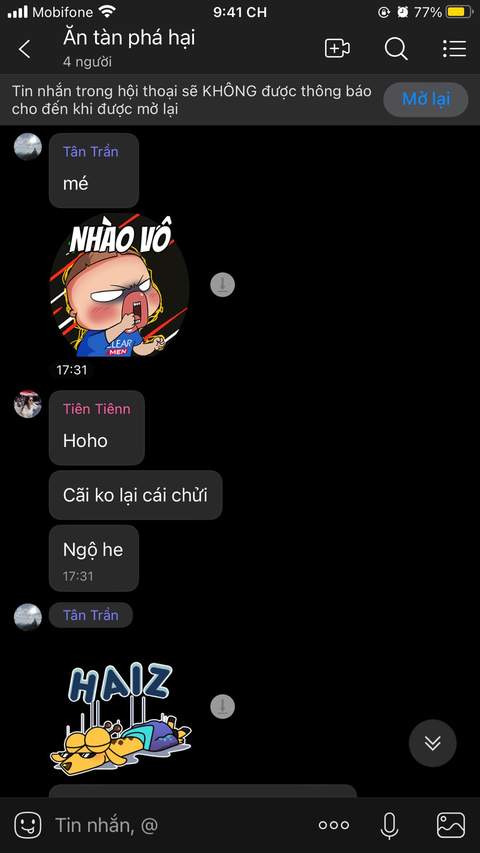 Mobifone
9:41 CH
77%
Ăn tàn phá hại
4 người
Tin nhắn trong hội thoại sẽ KHÔNG được thông báo
cho đến khi được mở lại
Mở lại
Tân Trần
mé
NHÀO VÔ
CLEAR
MEN
17:31
Tiên Tiênn
Hoho
Cãi ko lại cái chửi
Ngộ he
17:31
Tân Trần
HAIZ
Tin nhắn, @